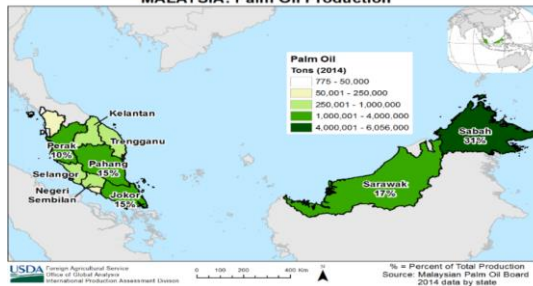 MALAYSIA: Palm Oil Production
Palm Oil
Tons (2014)
775 - 50,000
50,001 - 250,000
250,001 - 1,000,000
1,000,001 - 4,000,000
4,000,001 - 6,056,000
Kelantan
Trengganu
Perak
10%
Pahang
15%
Selangor
Negeri
Sembilan
Johor
15%
Sabah
31%
Sarawak
17%
USDA Foreign Agricultural Service
Office of Global Analysis
International Production Assessment Division
0 100 200 400 Kms
N
% = Percent of Total Production
Source: Malaysian Palm Oil Board
2014 data by state